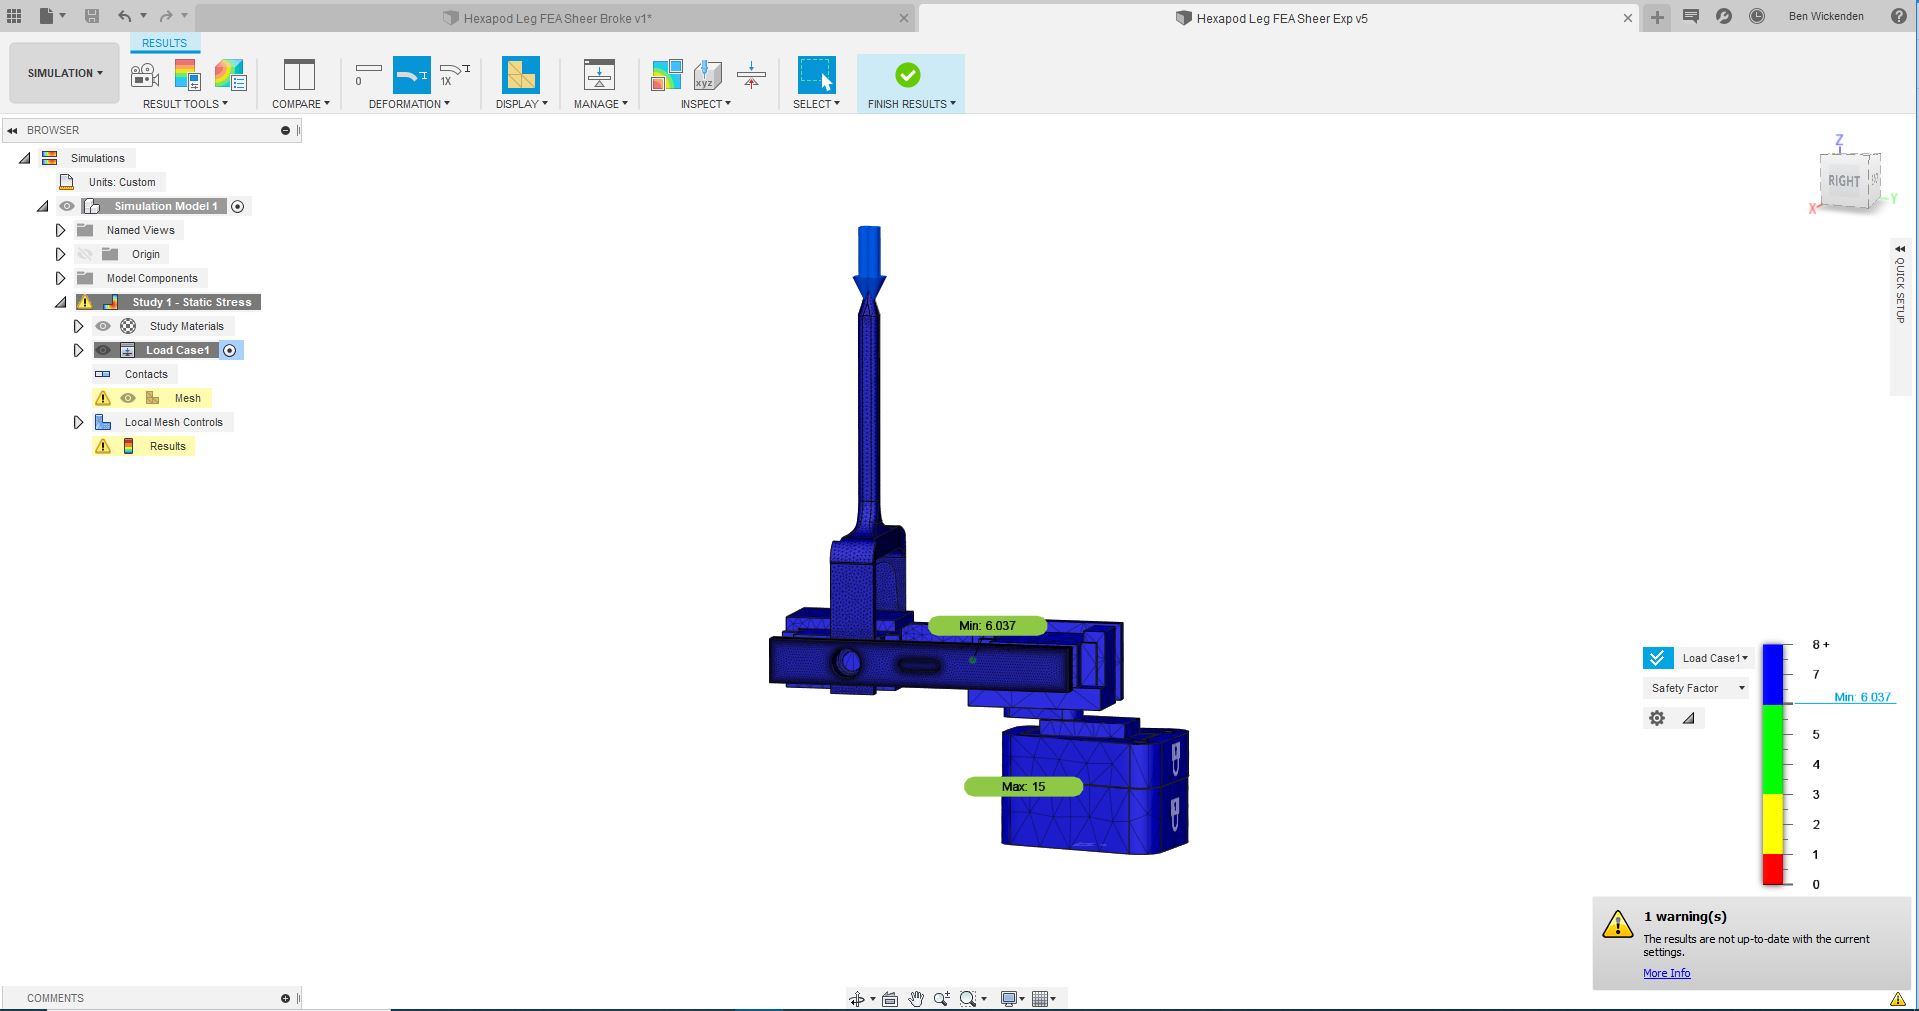 Hexapod Leg FEA Sheer Broke v1*
Hexapod Leg FEA Sheer Exp v5
Ben Wickenden
RESULTS
SIMULATION
0
1X
xyz
RESULT TOOLS
COMPARE
DEFORMATION
DISPLAY
MANAGE
INSPECT
SELECT
FINISH RESULTS
BROWSER
Simulations
Units: Custom
Simulation Model 1
Named Views
Origin
Model Components
Study 1 - Static Stress
Study Materials
Load Case1
Contacts
Mesh
Local Mesh Controls
Results
Z
RIGHT
X
Y
QUICK SETUP
Min: 6.037
Max: 15
Load Case1
Safety Factor
8 +
7
Min: 6.037
5
4
3
2
1
0
1 warning(s)
The results are not up-to-date with the current
settings.
More Info
COMMENTS